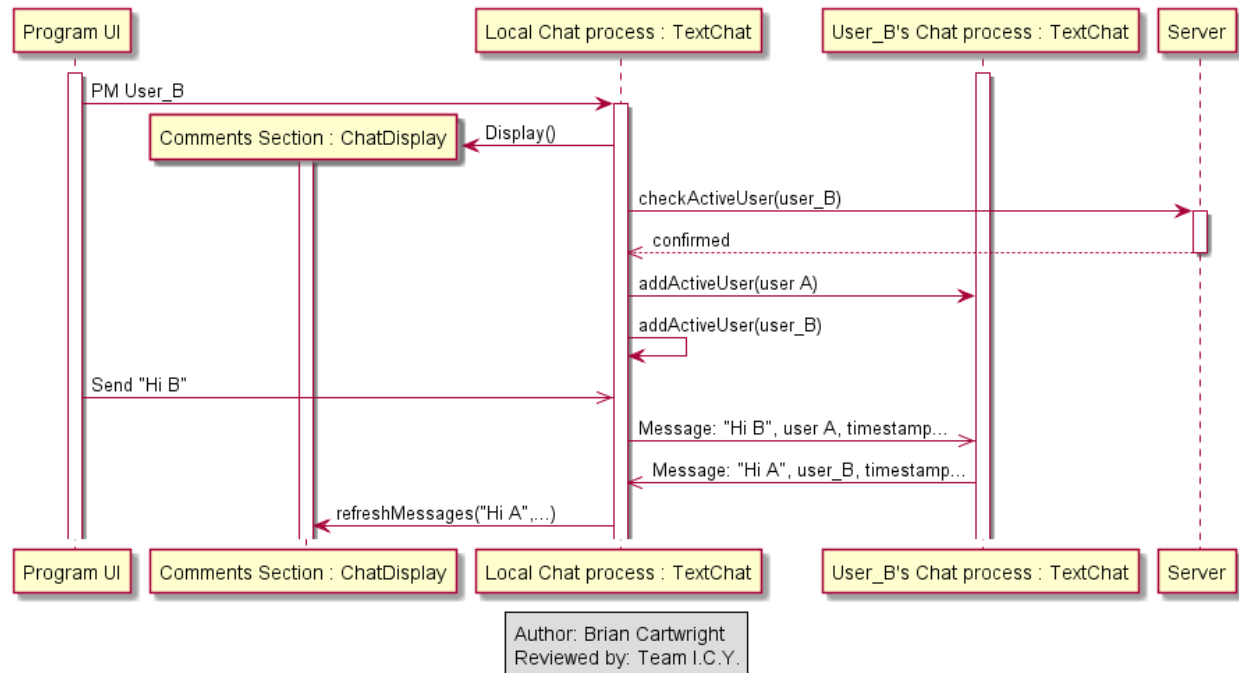 Program UI
Local Chat process : TextChat
User_B's Chat process : TextChat
Server
PM User_B
Comments Section : ChatDisplay
Display()
checkActiveUser(user_B)
confirmed
addActiveUser(user A)
addActiveUser(user_B)
Send "Hi B"
Message: "Hi B", user A, timestamp...
Message: "Hi A", user_B, timestamp...
refreshMessages("Hi A",...)
Program UI
Comments Section : ChatDisplay
Local Chat process : TextChat
User_B's Chat process : TextChat
Server
Author: Brian Cartwright
Reviewed by: Team I.C.Y.